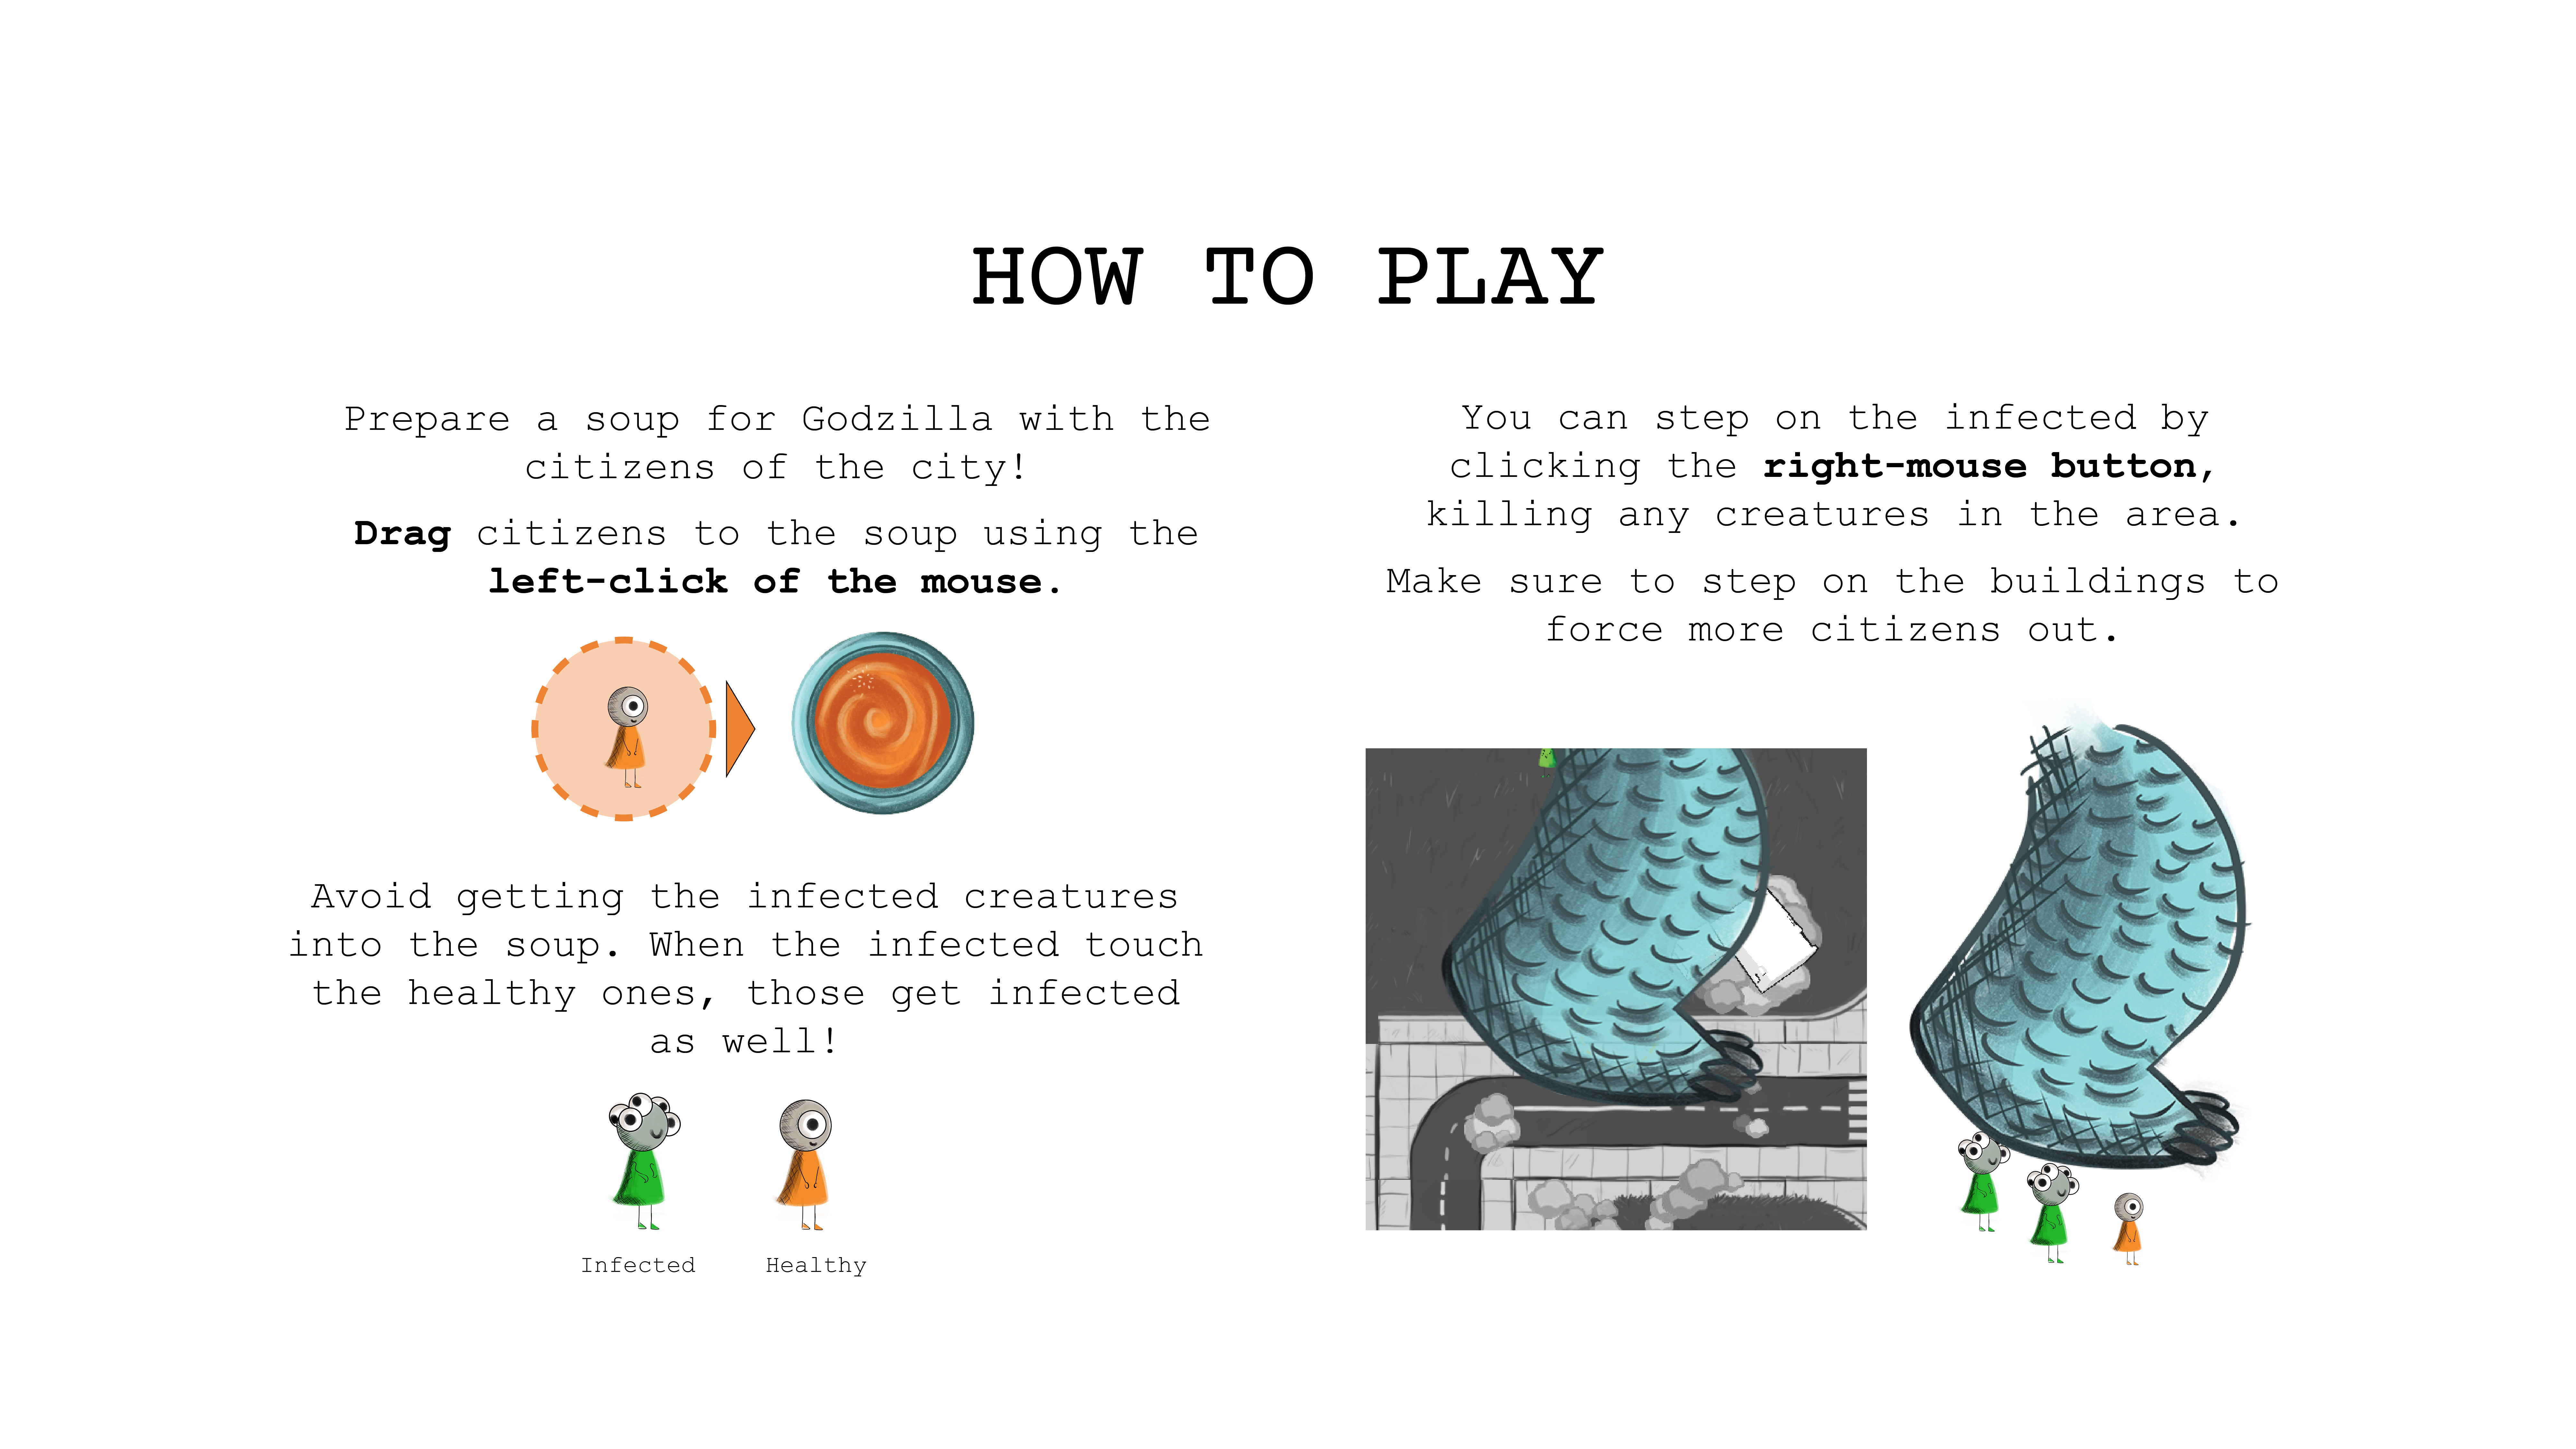 HOW TO PLAY
Prepare a soup for Godzilla with the
citizens of the city!
Drag citizens to the soup using the
left-click of the mouse.
Avoid getting the infected creatures
into the soup. When the infected touch
the healthy ones, those get infected
as well!
Infected
Healthy
You can step on the infected by
clicking the right-mouse button,
killing any creatures in the area.
Make sure to step on the buildings to
force more citizens out.